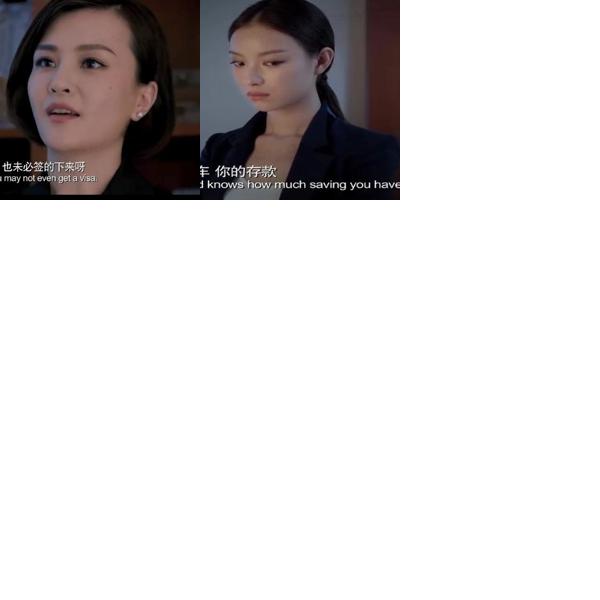 也未必签的下来呀
u may not even get a visa.
车 你的存款
d knows how much saving you have